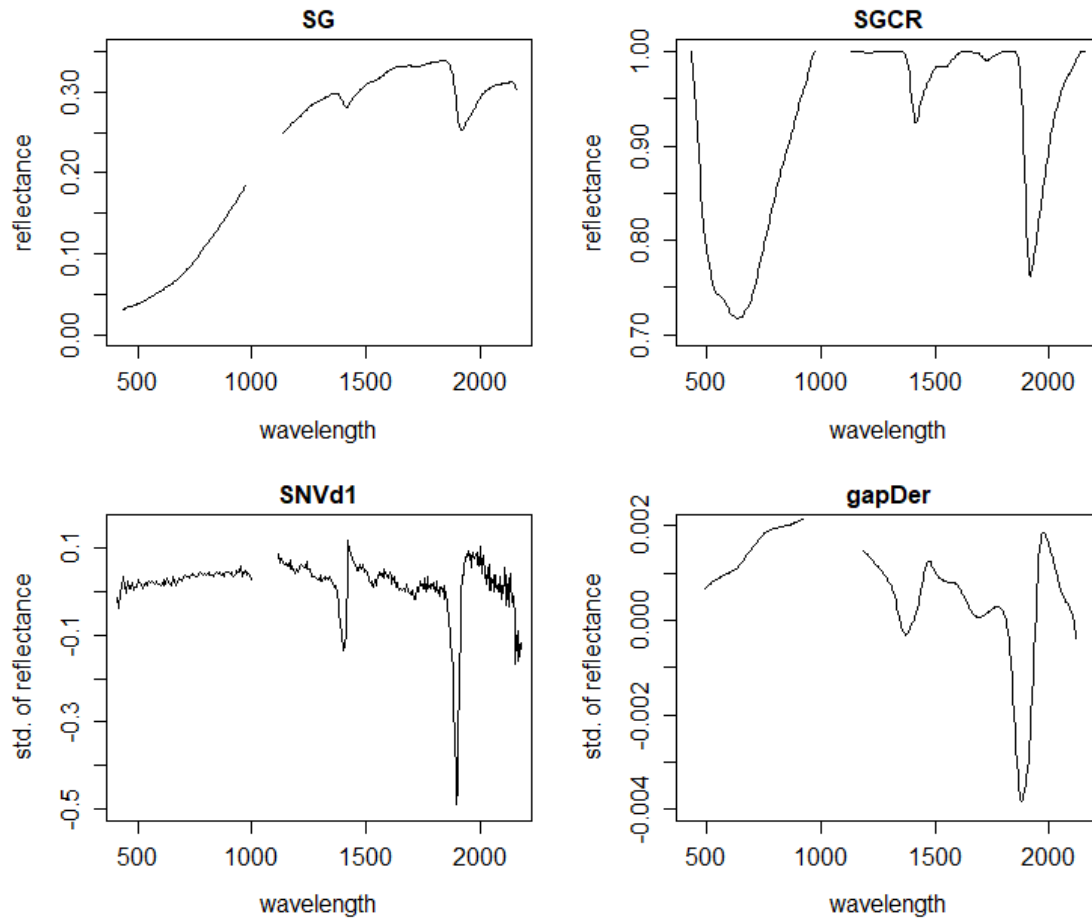 SG
reflectance
0.00 0.10 0.20 0.30
500 1000 1500 2000
wavelength
SGCR
reflectance
0.70 0.80 0.90 1.00
500 1000 1500 2000
wavelength
SNVd1
std. of reflectance
-0.5 -0.3 -0.1 0.1
500 1000 1500 2000
wavelength
gapDer
std. of reflectance
-0.004 -0.002 0.000 0.002
500 1000 1500 2000
wavelength